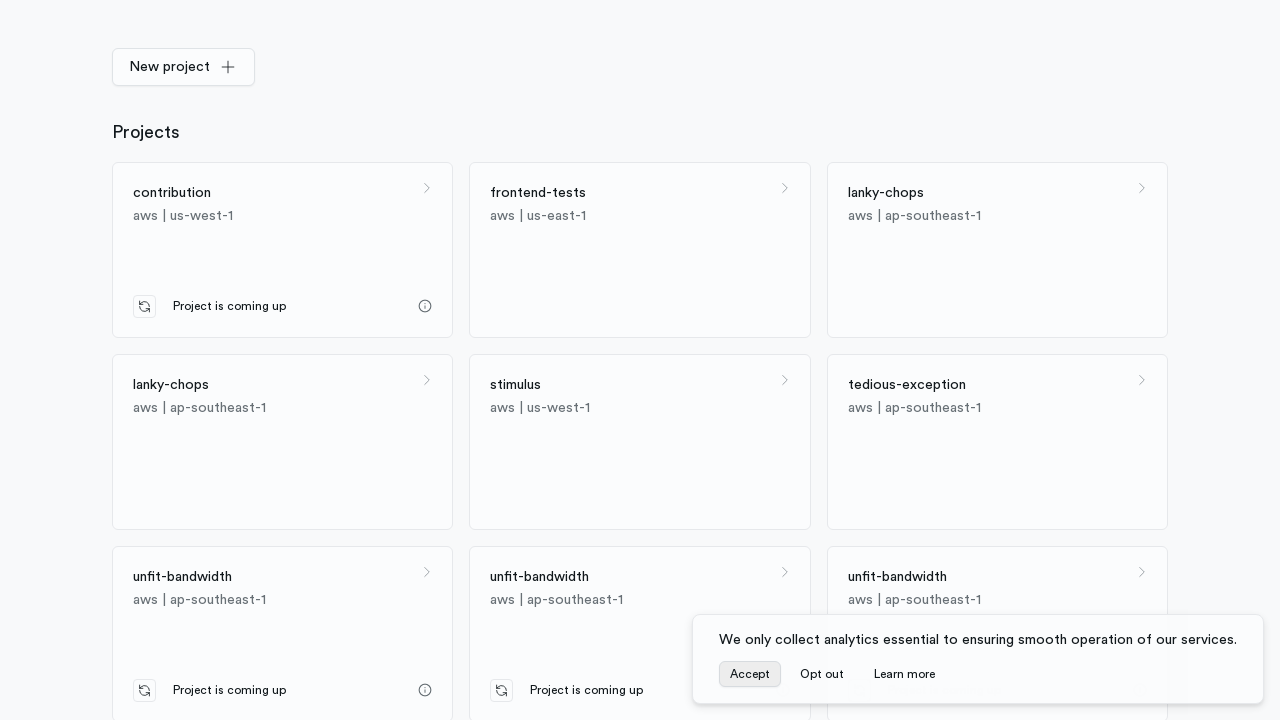 New project
Projects
contribution
aws | us-west-1
Project is coming up
frontend-tests
aws | us-east-1
lanky-chops
aws | ap-southeast-1
lanky-chops
aws | ap-southeast-1
stimulus
aws | us-west-1
tedious-exception
aws | ap-southeast-1
unfit-bandwidth
aws | ap-southeast-1
Project is coming up
unfit-bandwidth
aws | ap-southeast-1
Project is coming up
unfit-bandwidth
aws | ap-southeast-1
We only collect analytics essential to ensuring smooth operation of our services.
Accept Opt out Learn more